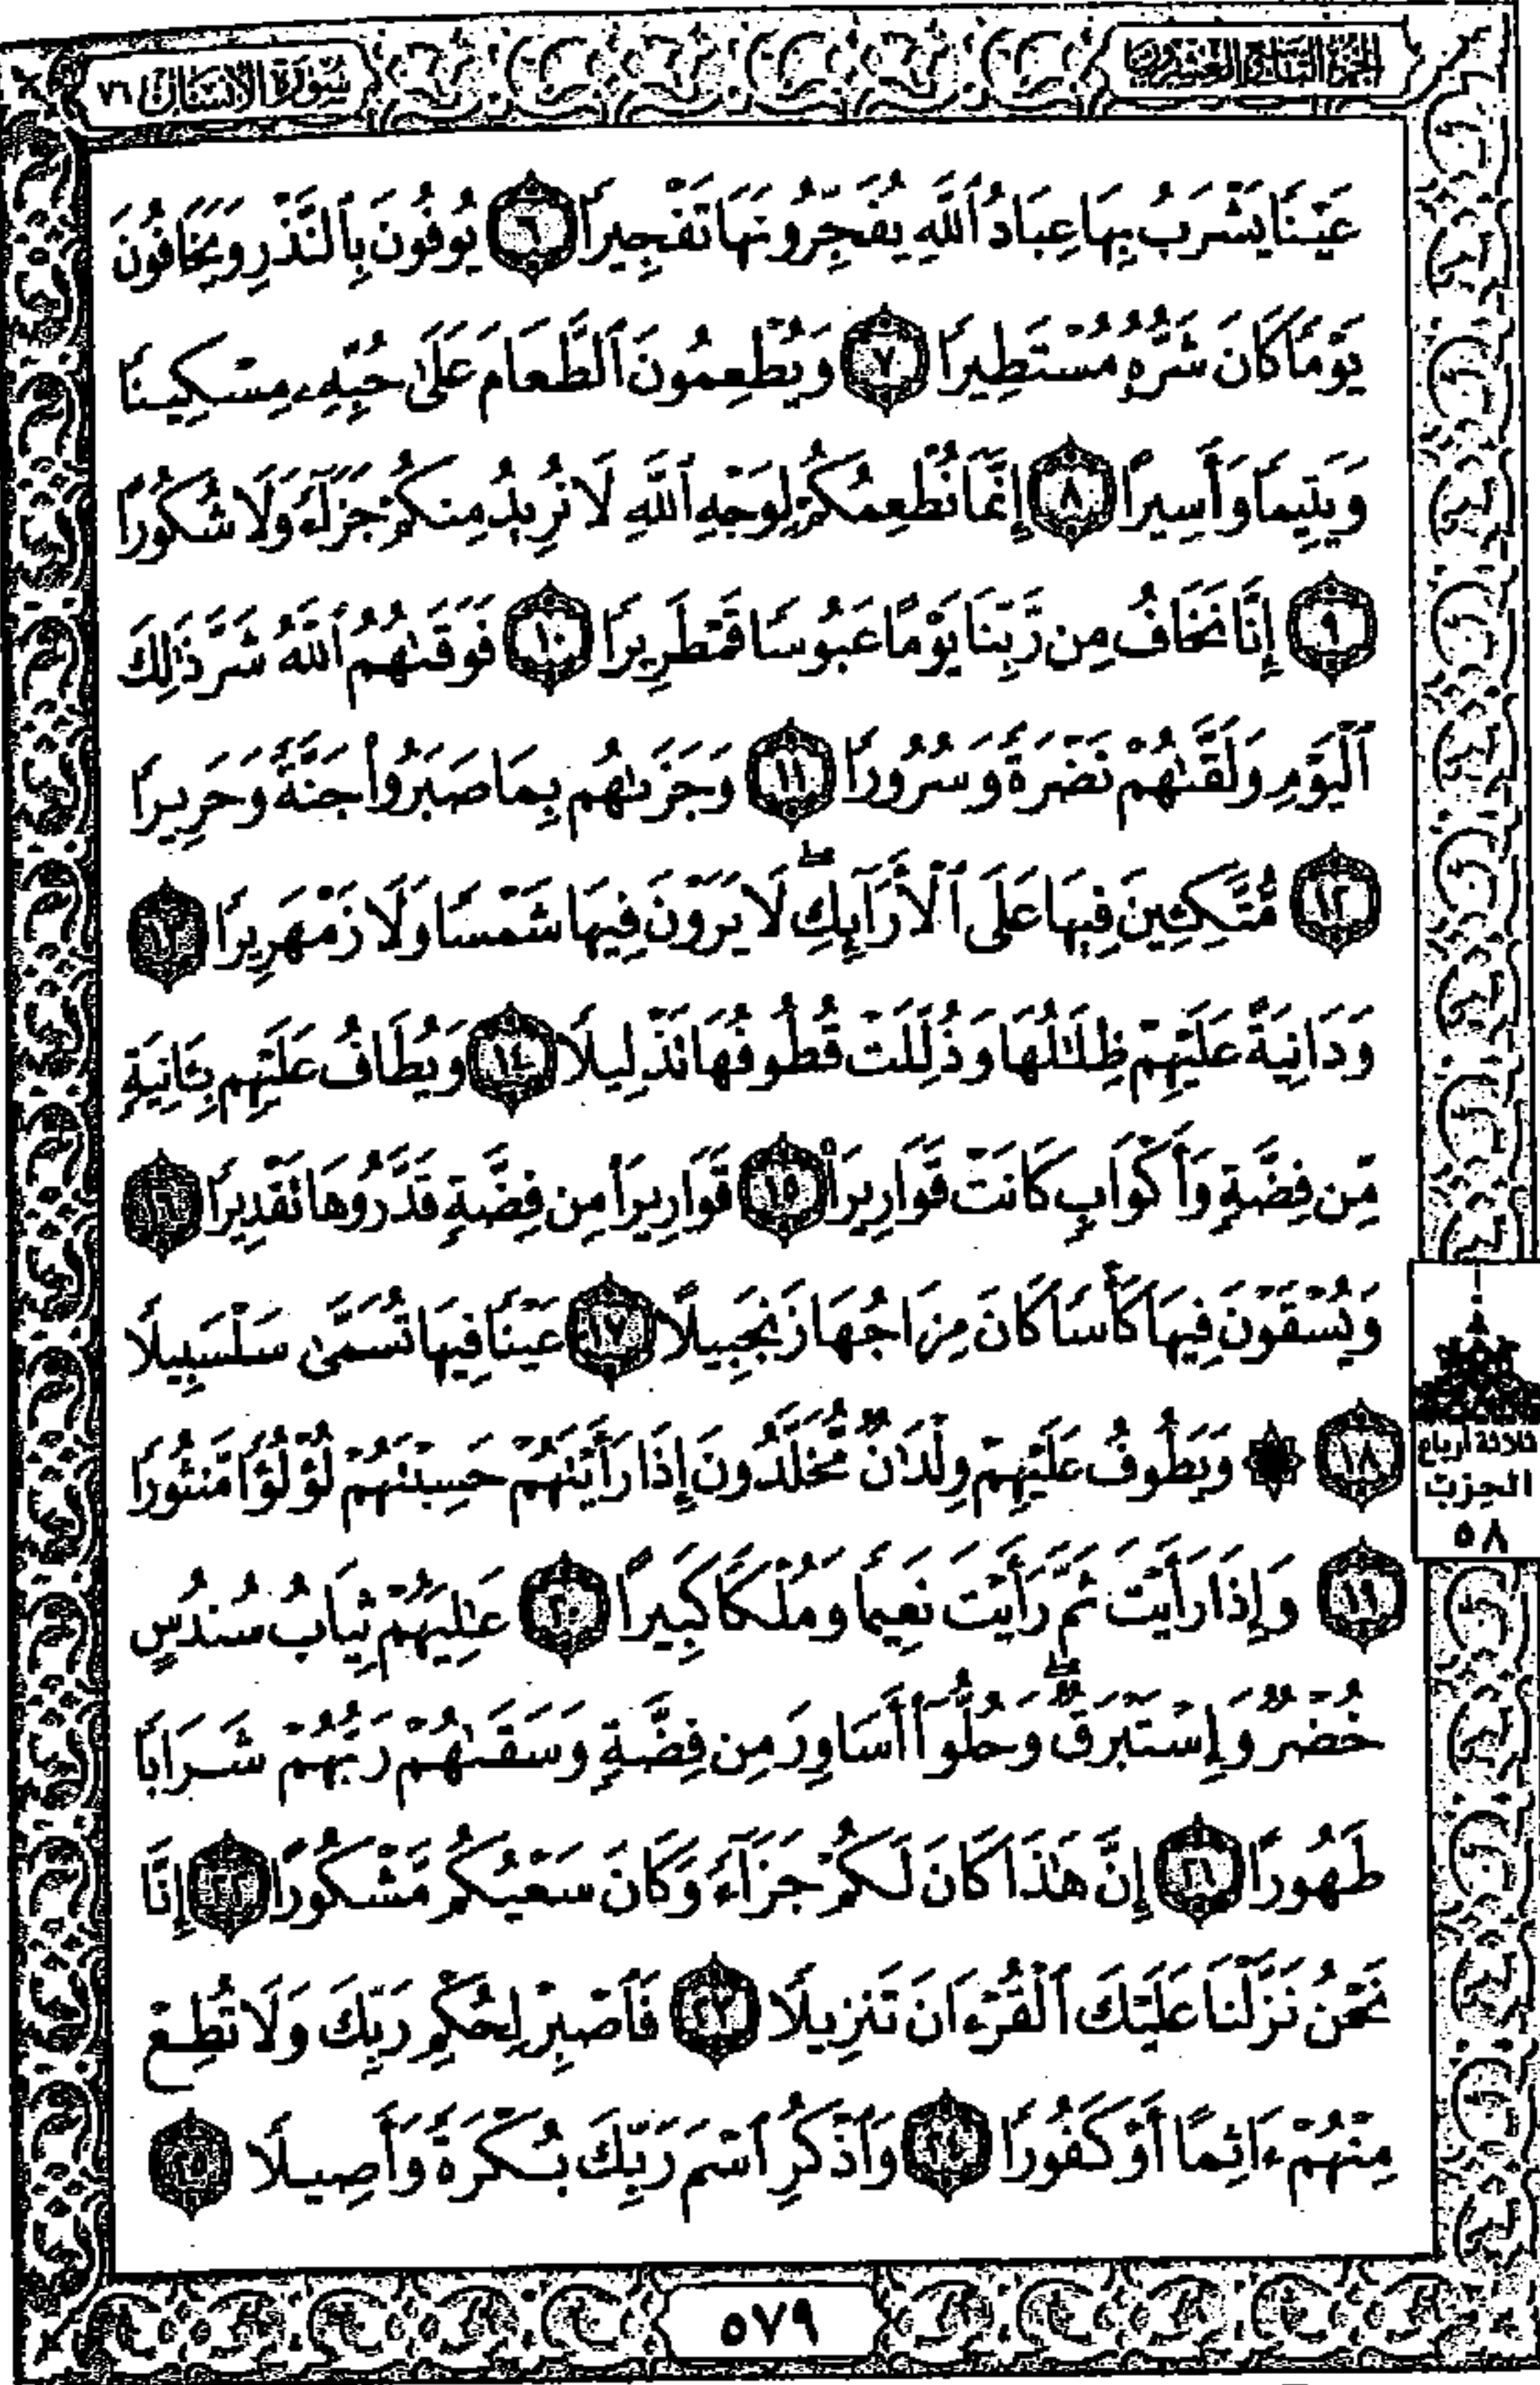 الجزء التاسع والعشرون
سورة الإنسان ٧٦
عَيْنًا يَشْرَبُ بِهَا عِبَادُ ٱللَّهِ يُفَجِّرُونَهَا تَفْجِيرًا ٦ يُوفُونَ بِٱلنَّذْرِ وَيَخَافُونَ
يَوْمًا كَانَ شَرُّهُۥ مُسْتَطِيرًا ٧ وَيُطْعِمُونَ ٱلطَّعَامَ عَلَىٰ حُبِّهِۦ مِسْكِينًا
وَيَتِيمًا وَأَسِيرًا ٨ إِنَّمَا نُطْعِمُكُمْ لِوَجْهِ ٱللَّهِ لَا نُرِيدُ مِنكُمْ جَزَآءً وَلَا شُكُورًا
٩ إِنَّا نَخَافُ مِن رَّبِّنَا يَوْمًا عَبُوسًا قَمْطَرِيرًا ١٠ فَوَقَىٰهُمُ ٱللَّهُ شَرَّ ذَٰلِكَ
ٱلْيَوْمِ وَلَقَّىٰهُمْ نَضْرَةً وَسُرُورًا ١١ وَجَزَىٰهُم بِمَا صَبَرُوا۟ جَنَّةً وَحَرِيرًا
١٢ مُّتَّكِـِٔينَ فِيهَا عَلَى ٱلْأَرَآئِكِ ۖ لَا يَرَوْنَ فِيهَا شَمْسًا وَلَا زَمْهَرِيرًا ١٣
وَدَانِيَةً عَلَيْهِمْ ظِلَـٰلُهَا وَذُلِّلَتْ قُطُوفُهَا تَذْلِيلًا ١٤ وَيُطَافُ عَلَيْهِم بِـَٔانِيَةٍ
مِّن فِضَّةٍ وَأَكْوَابٍ كَانَتْ قَوَارِيرَا۠ ١٥ قَوَارِيرَا۟ مِن فِضَّةٍ قَدَّرُوهَا تَقْدِيرًا ١٦
وَيُسْقَوْنَ فِيهَا كَأْسًا كَانَ مِزَاجُهَا زَنجَبِيلًا ١٧ عَيْنًا فِيهَا تُسَمَّىٰ سَلْسَبِيلًا
١٨ ۞ وَيَطُوفُ عَلَيْهِمْ وِلْدَٰنٌ مُّخَلَّدُونَ إِذَا رَأَيْتَهُمْ حَسِبْتَهُمْ لُؤْلُؤًا مَّنثُورًا
١٩ وَإِذَا رَأَيْتَ ثَمَّ رَأَيْتَ نَعِيمًا وَمُلْكًا كَبِيرًا ٢٠ عَـٰلِيَهُمْ ثِيَابُ سُندُسٍ
خُضْرٌ وَإِسْتَبْرَقٌ ۖ وَحُلُّوٓا۟ أَسَاوِرَ مِن فِضَّةٍ وَسَقَىٰهُمْ رَبُّهُمْ شَرَابًا
طَهُورًا ٢١ إِنَّ هَـٰذَا كَانَ لَكُمْ جَزَآءً وَكَانَ سَعْيُكُم مَّشْكُورًا ٢٢ إِنَّا
نَحْنُ نَزَّلْنَا عَلَيْكَ ٱلْقُرْءَانَ تَنزِيلًا ٢٣ فَٱصْبِرْ لِحُكْمِ رَبِّكَ وَلَا تُطِعْ
مِنْهُمْ ءَاثِمًا أَوْ كَفُورًا ٢٤ وَٱذْكُرِ ٱسْمَ رَبِّكَ بُكْرَةً وَأَصِيلًا ٢٥
ثلاثة أرباع
الحزب
٥٨
٥٧٩